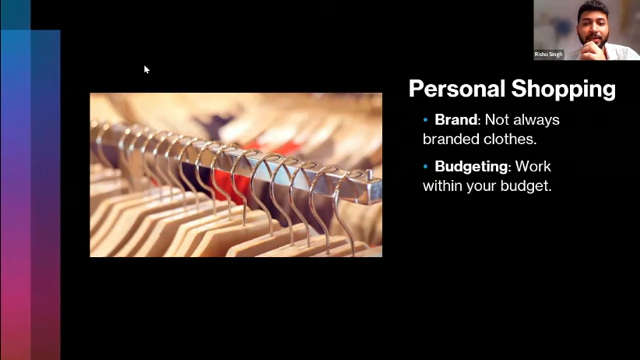 Rishu Singh
Personal Shopping
• Brand: Not always
branded clothes.
• Budgeting: Work
within your budget.